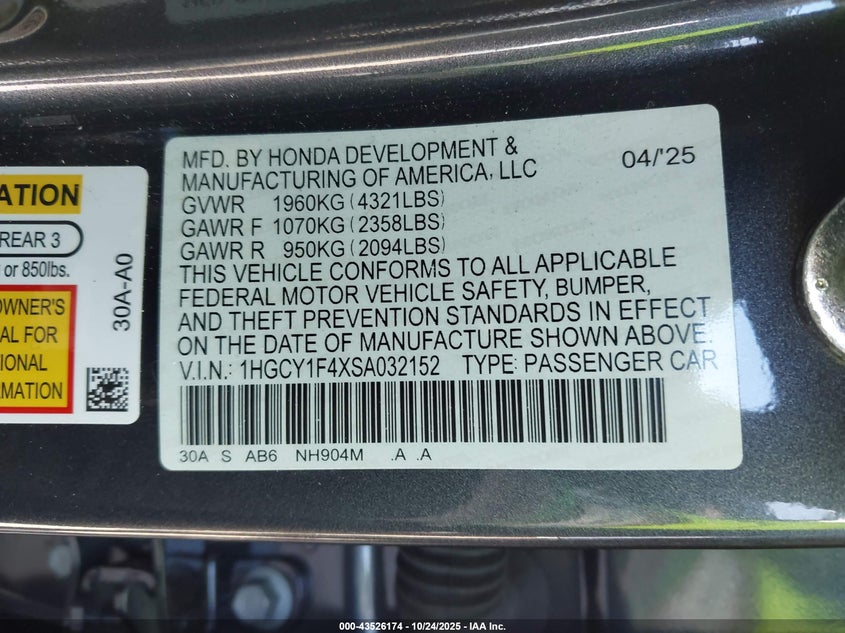 MFD. BY HONDA DEVELOPMENT &
MANUFACTURING OF AMERICA, LLC
04/'25
GVWR 1960KG (4321LBS)
GAWR F 1070KG (2358LBS)
GAWR R 950KG (2094LBS)
THIS VEHICLE CONFORMS TO ALL APPLICABLE
FEDERAL MOTOR VEHICLE SAFETY, BUMPER,
AND THEFT PREVENTION STANDARDS IN EFFECT
ON THE DATE OF MANUFACTURE SHOWN ABOVE.
V.I.N.: 1HGCY1F4XSA032152 TYPE: PASSENGER CAR
30A S AB6 NH904M .A .A
ATION
REAR 3
or 850lbs.
OWNER'S
AL FOR
IONAL
RMATION
30A-A0
000-43526174 - 10/24/2025 - IAA Inc.